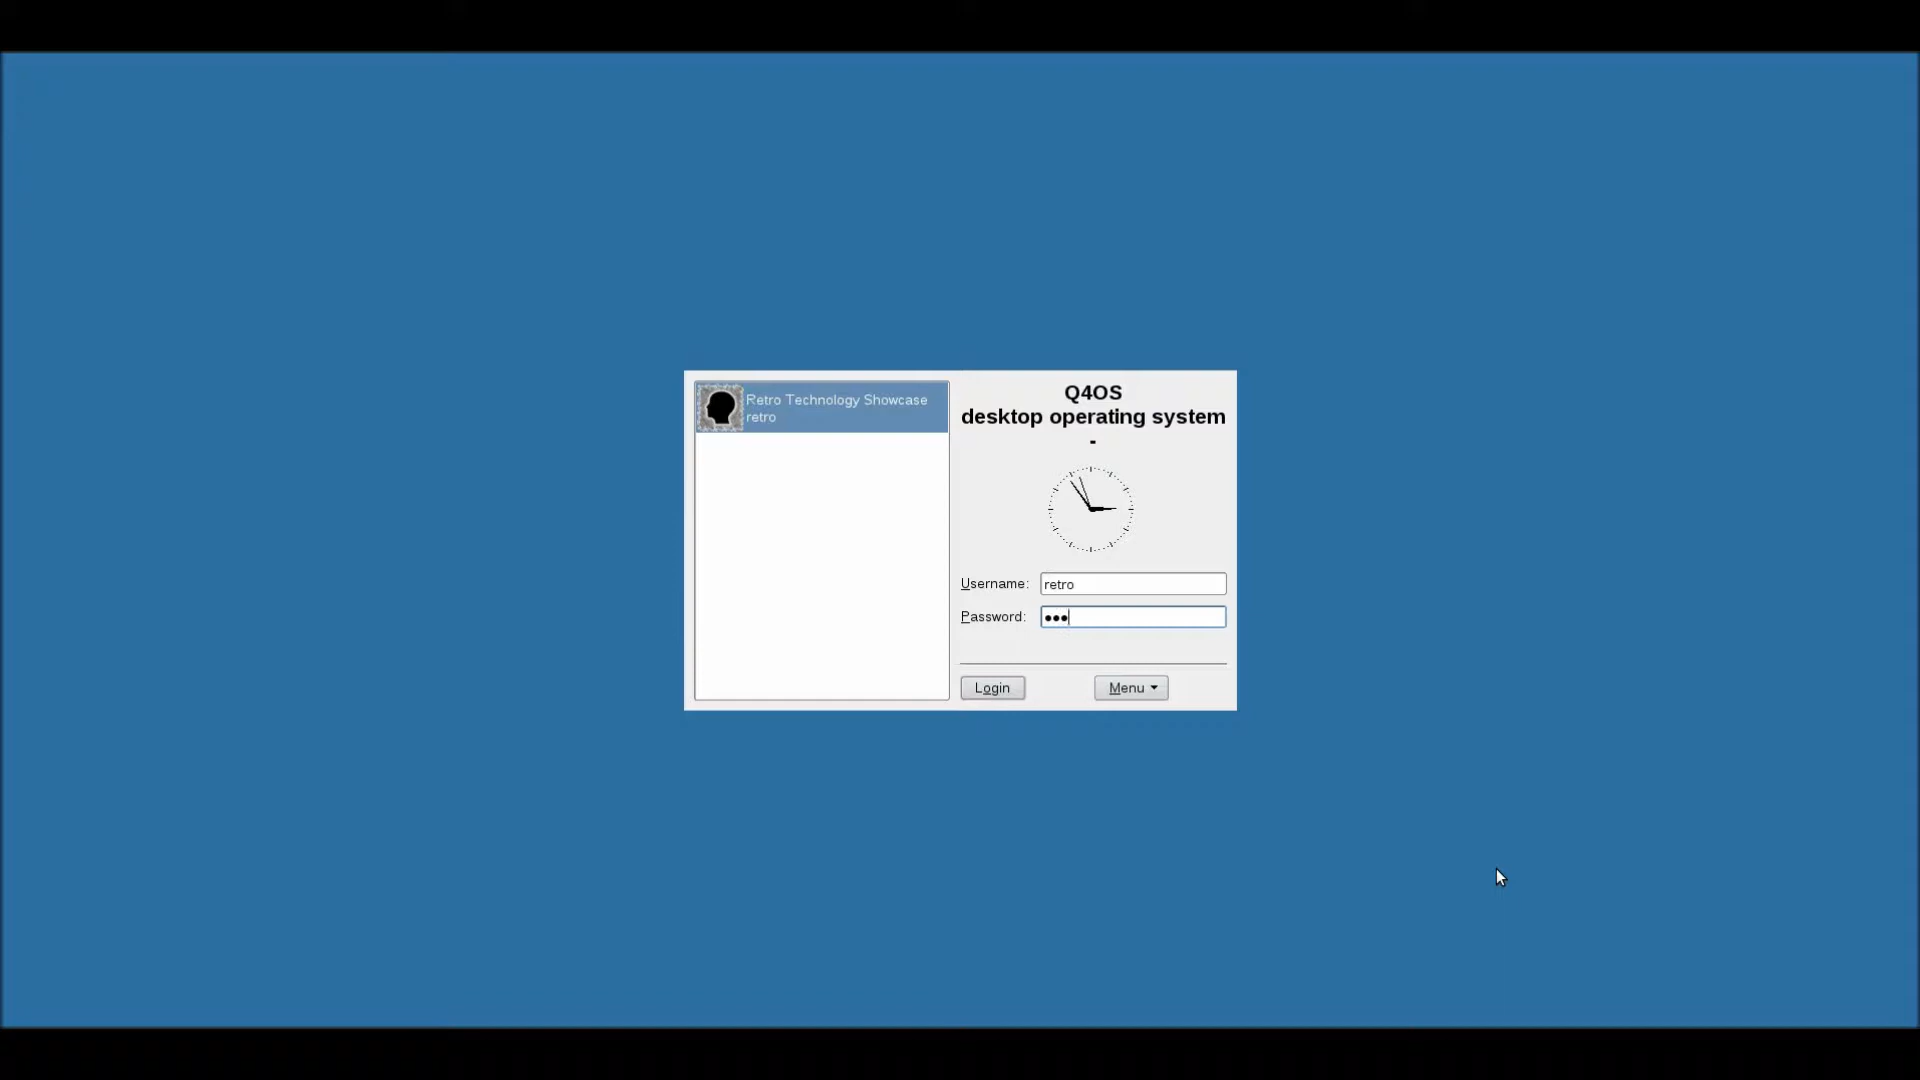 Retro Technology Showcase
retro
Q4OS
desktop operating system
-
Username: retro
Password: •••
Login
Menu